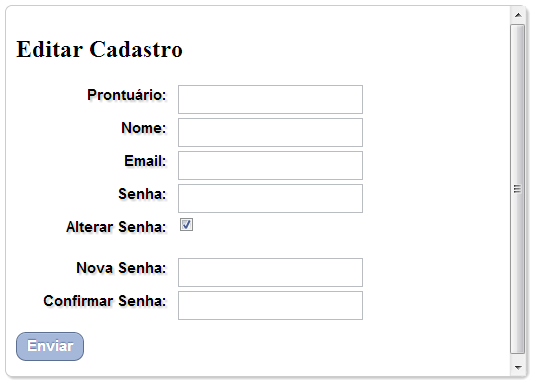 Editar Cadastro
Prontuário:
Nome:
Email:
Senha:
Alterar Senha:
Nova Senha:
Confirmar Senha:
Enviar